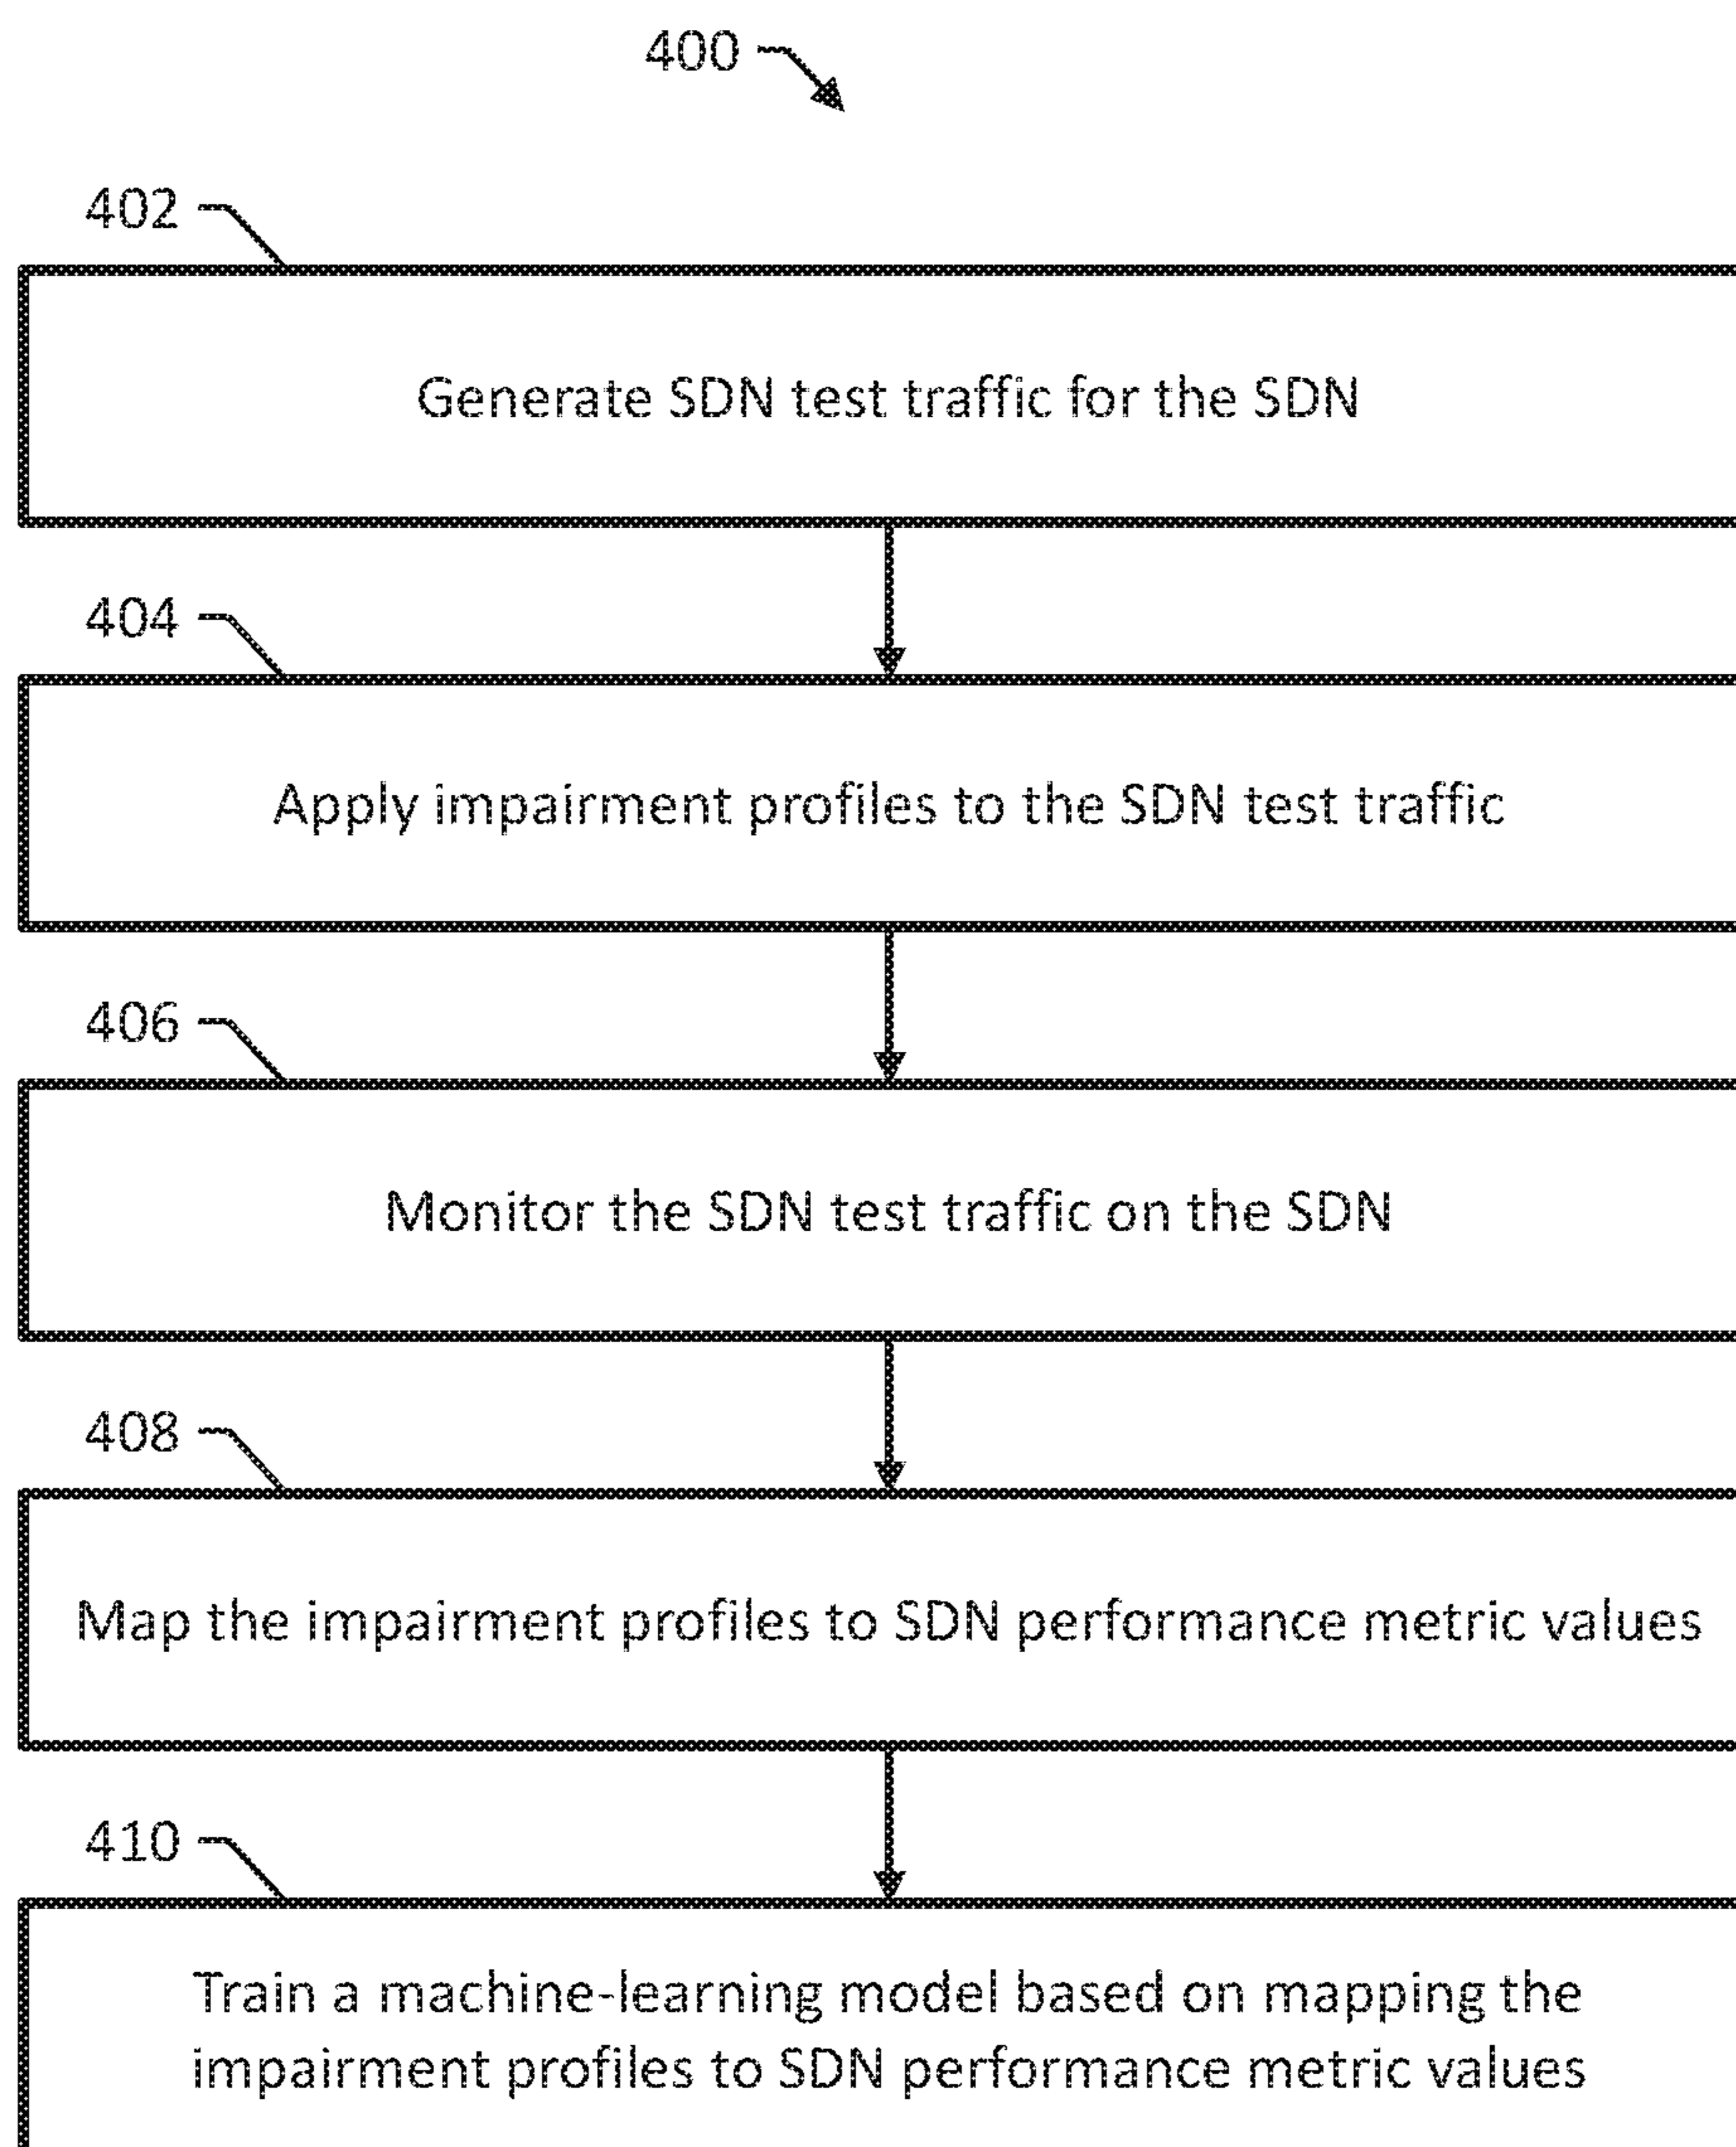 400
402
Generate SDN test traffic for the SDN
404
Apply impairment profiles to the SDN test traffic
406
Monitor the SDN test traffic on the SDN
408
Map the impairment profiles to SDN performance metric values
410
Train a machine-learning model based on mapping the
impairment profiles to SDN performance metric values